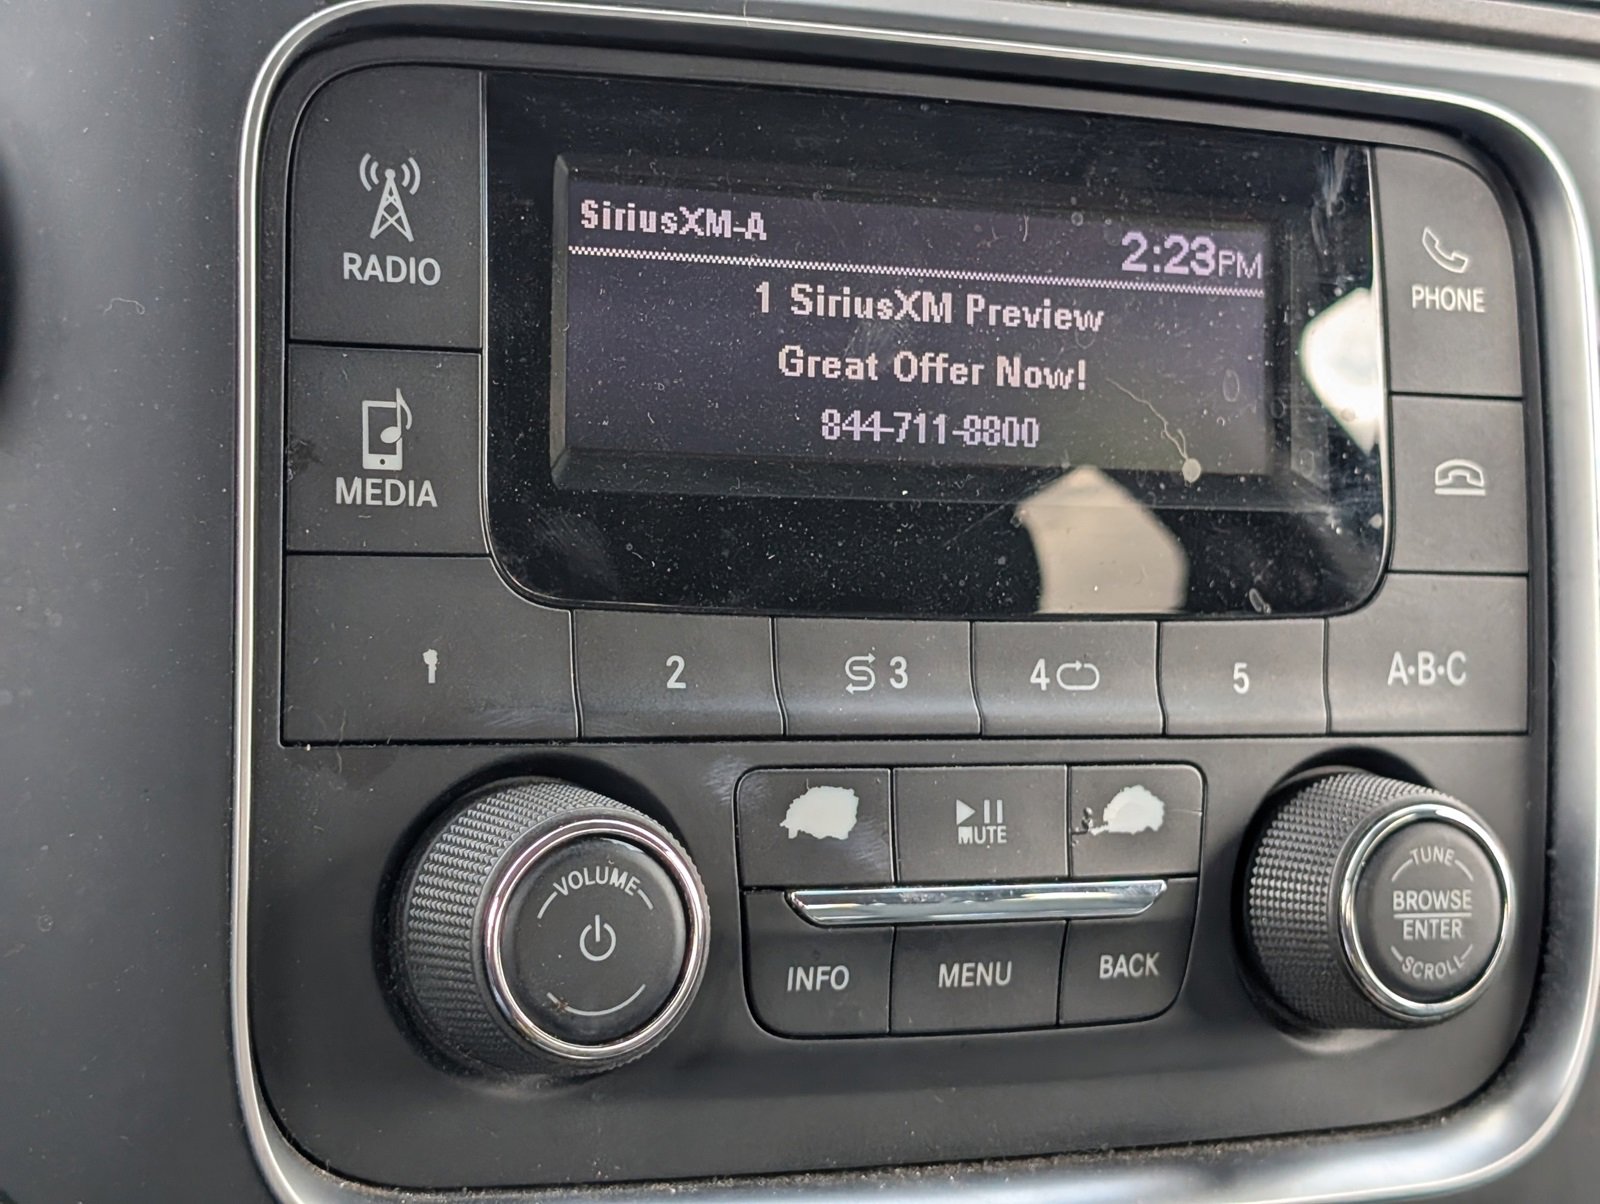 RADIO
MEDIA
SiriusXM-A
2:23PM
1 SiriusXM Preview
Great Offer Now!
844-711-8800
PHONE
1
2
3
4
5
A•B•C
VOLUME
MUTE
INFO
MENU
BACK
TUNE
BROWSE
ENTER
SCROLL